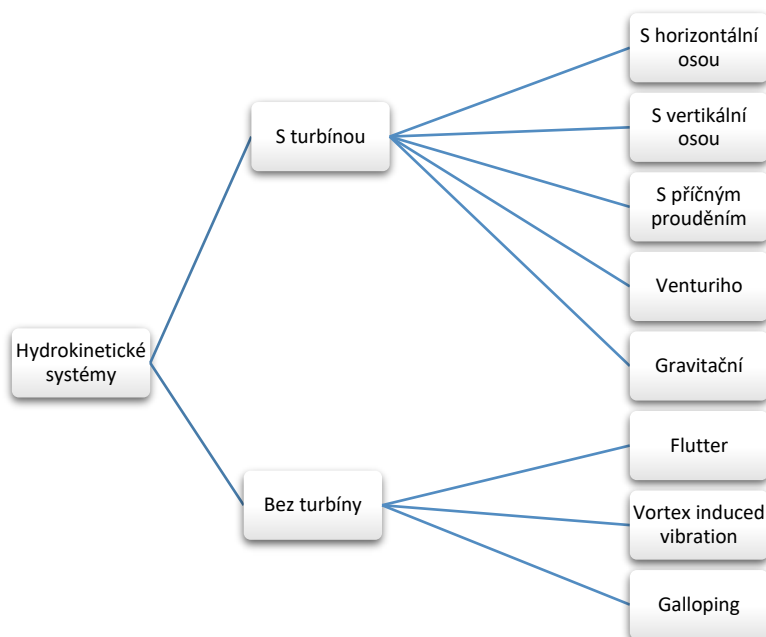 S horizontální
osou
S vertikální
osou
S turbínou
S příčným
prouděním
Venturiho
Hydrokinetické
systémy
Gravitační
Flutter
Bez turbíny
Vortex induced
vibration
Galloping